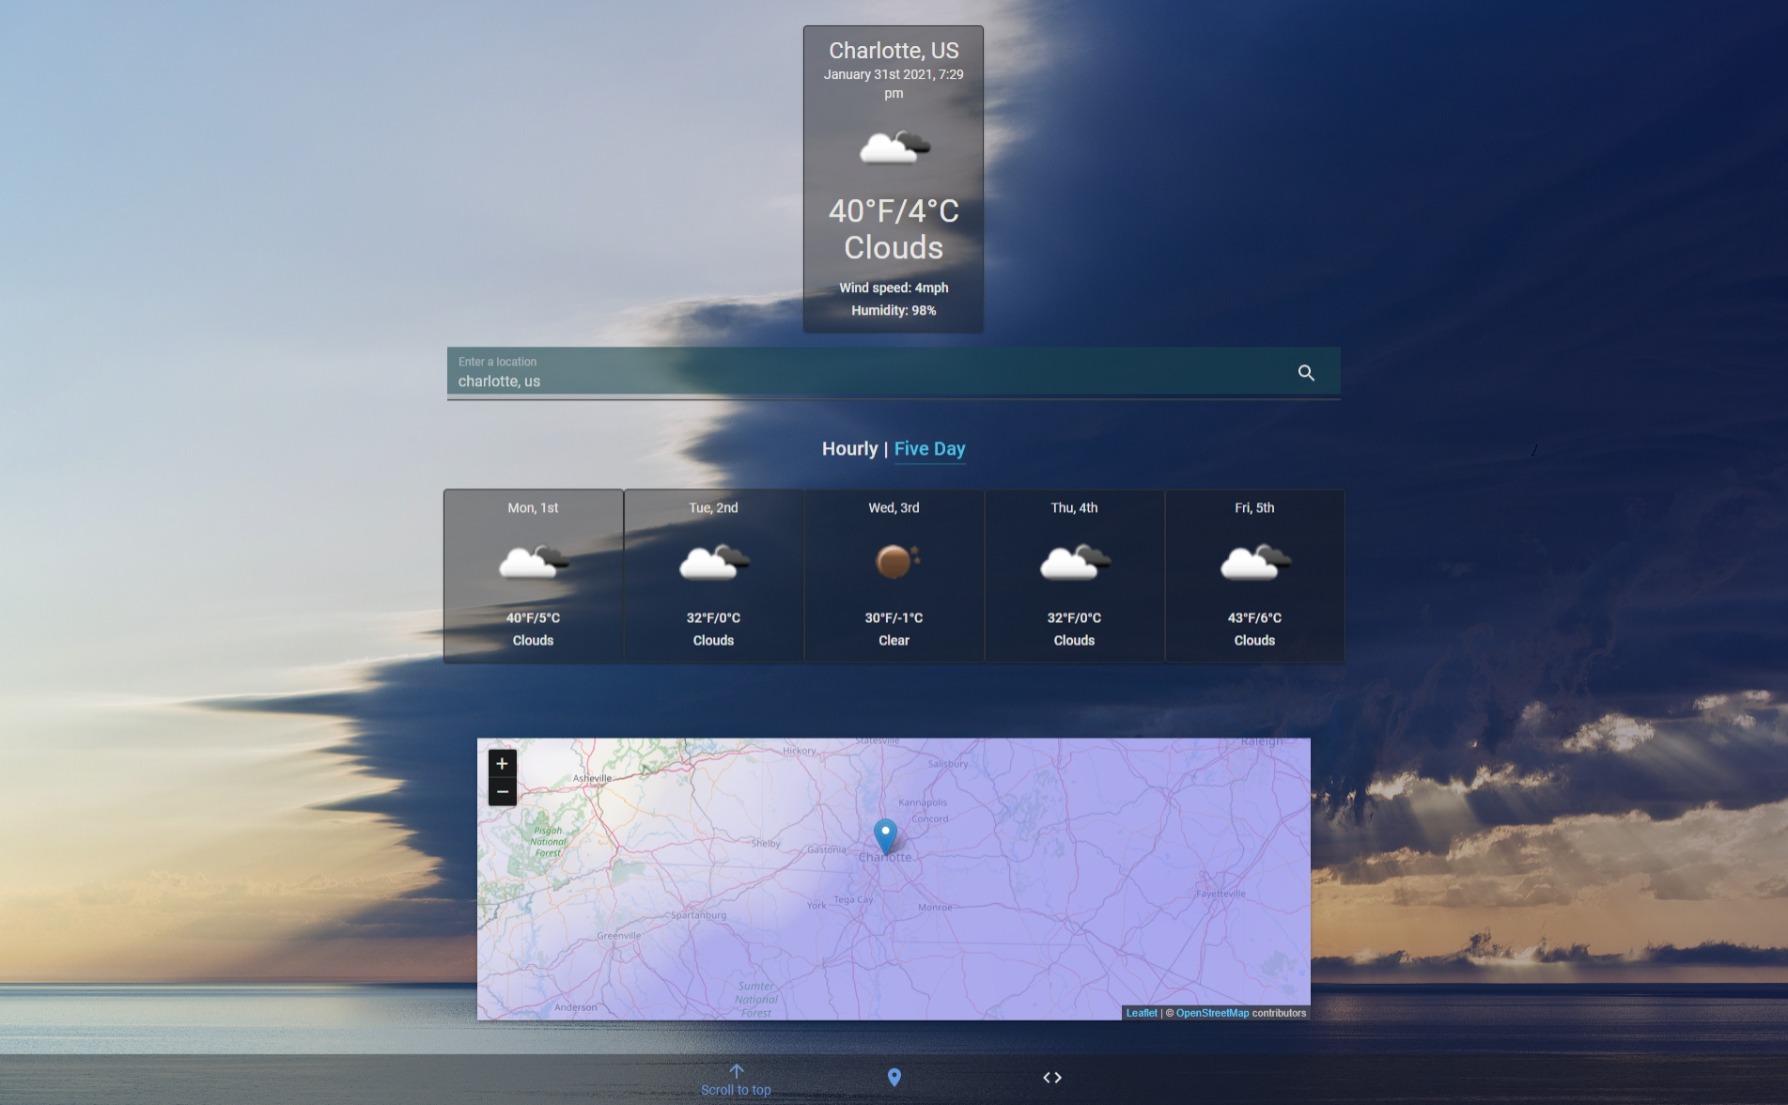 Charlotte, US
January 31st 2021, 7:29
pm
40°F/4°C
Clouds
Wind speed: 4mph
Humidity: 98%
Enter a location
charlotte, us
Hourly | Five Day
Mon, 1st
40°F/5°C
Clouds
Tue, 2nd
32°F/0°C
Clouds
Wed, 3rd
30°F/-1°C
Clear
Thu, 4th
32°F/0°C
Clouds
Fri, 5th
43°F/6°C
Clouds
+
−
Statesville
Raleigh
Hickory
Salisbury
Asheville
Kannapolis
Concord
Pisgah
National
Forest
Shelby
Gastonia
Charlotte
Fayetteville
York
Tega Cay
Monroe
Spartanburg
Greenville
Sumter
National
Forest
Anderson
Leaflet | © OpenStreetMap contributors
Scroll to top